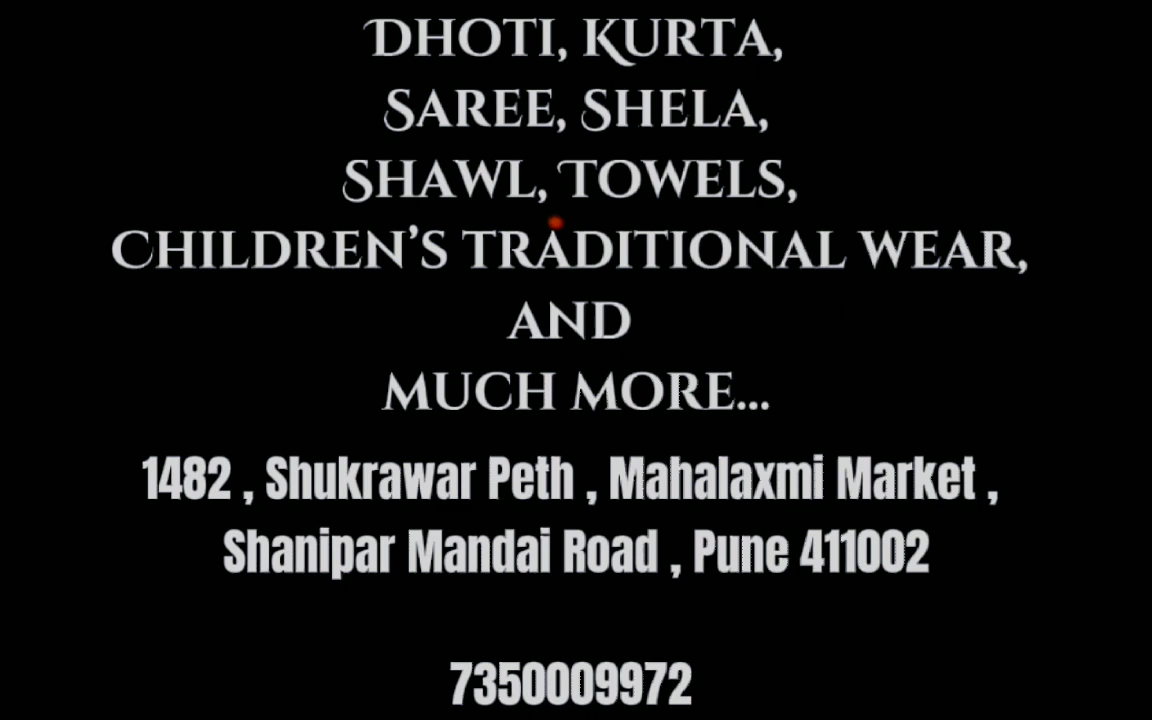 Dhoti, Kurta,
Saree, Shela,
Shawl, Towels,
Children’s traditional wear,
and
much more...
1482 , Shukrawar Peth , Mahalaxmi Market ,
Shanipar Mandai Road , Pune 411002
7350009972